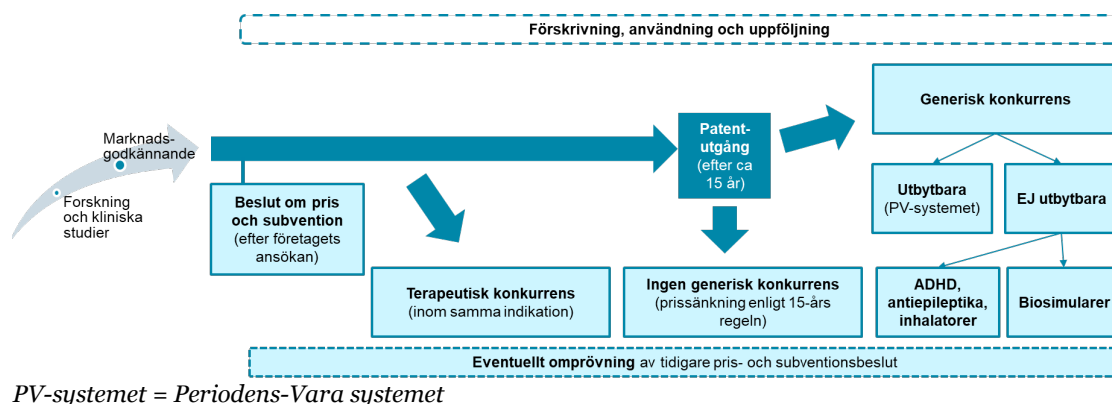 Förskrivning, användning och uppföljning
Marknads-
godkännande
Forskning
och kliniska
studier
Beslut om pris
och subvention
(efter företagets
ansökan)
Terapeutisk konkurrens
(inom samma indikation)
Patent-
utgång
(efter ca
15 år)
Ingen generisk konkurrens
(prissänkning enligt 15-års
regeln)
Generisk konkurrens
Utbytbara
(PV-systemet)
EJ utbytbara
ADHD,
antiepileptika,
inhalatorer
Biosimularer
Eventuellt omprövning av tidigare pris- och subventionsbeslut
PV-systemet = Periodens-Vara systemet